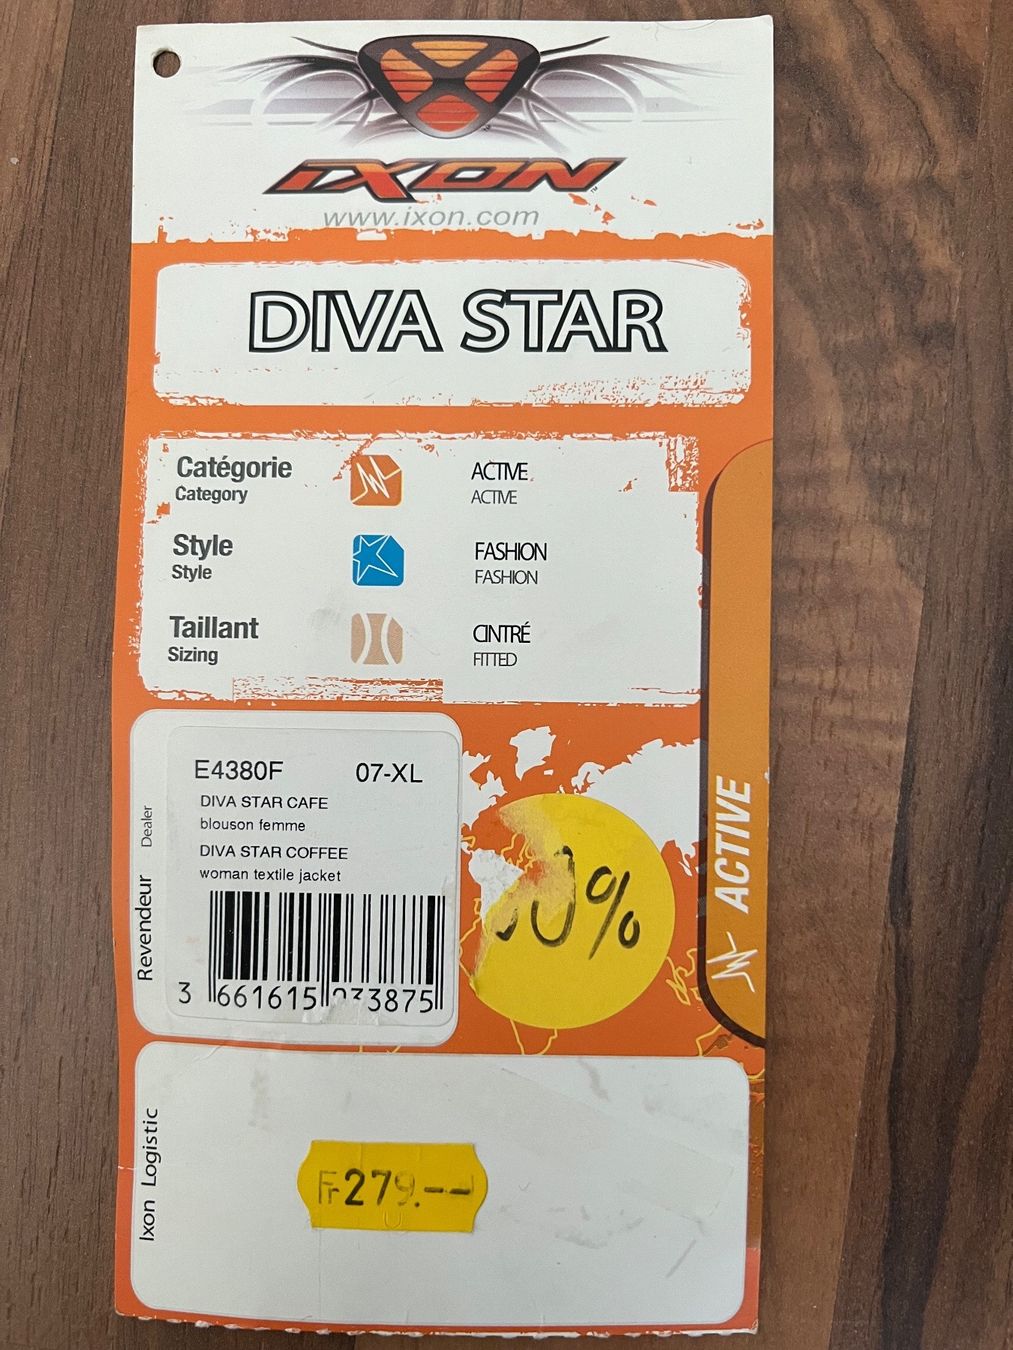 iXON
www.ixon.com
DIVA STAR
Catégorie
Category
ACTIVE
ACTIVE
Style
Style
FASHION
FASHION
Taillant
Sizing
CINTRÉ
FITTED
Revendeur Dealer
E4380F 07-XL
DIVA STAR CAFE
blouson femme
DIVA STAR COFFEE
woman textile jacket
ACTIVE
Ixon Logistic
Fr 279.--